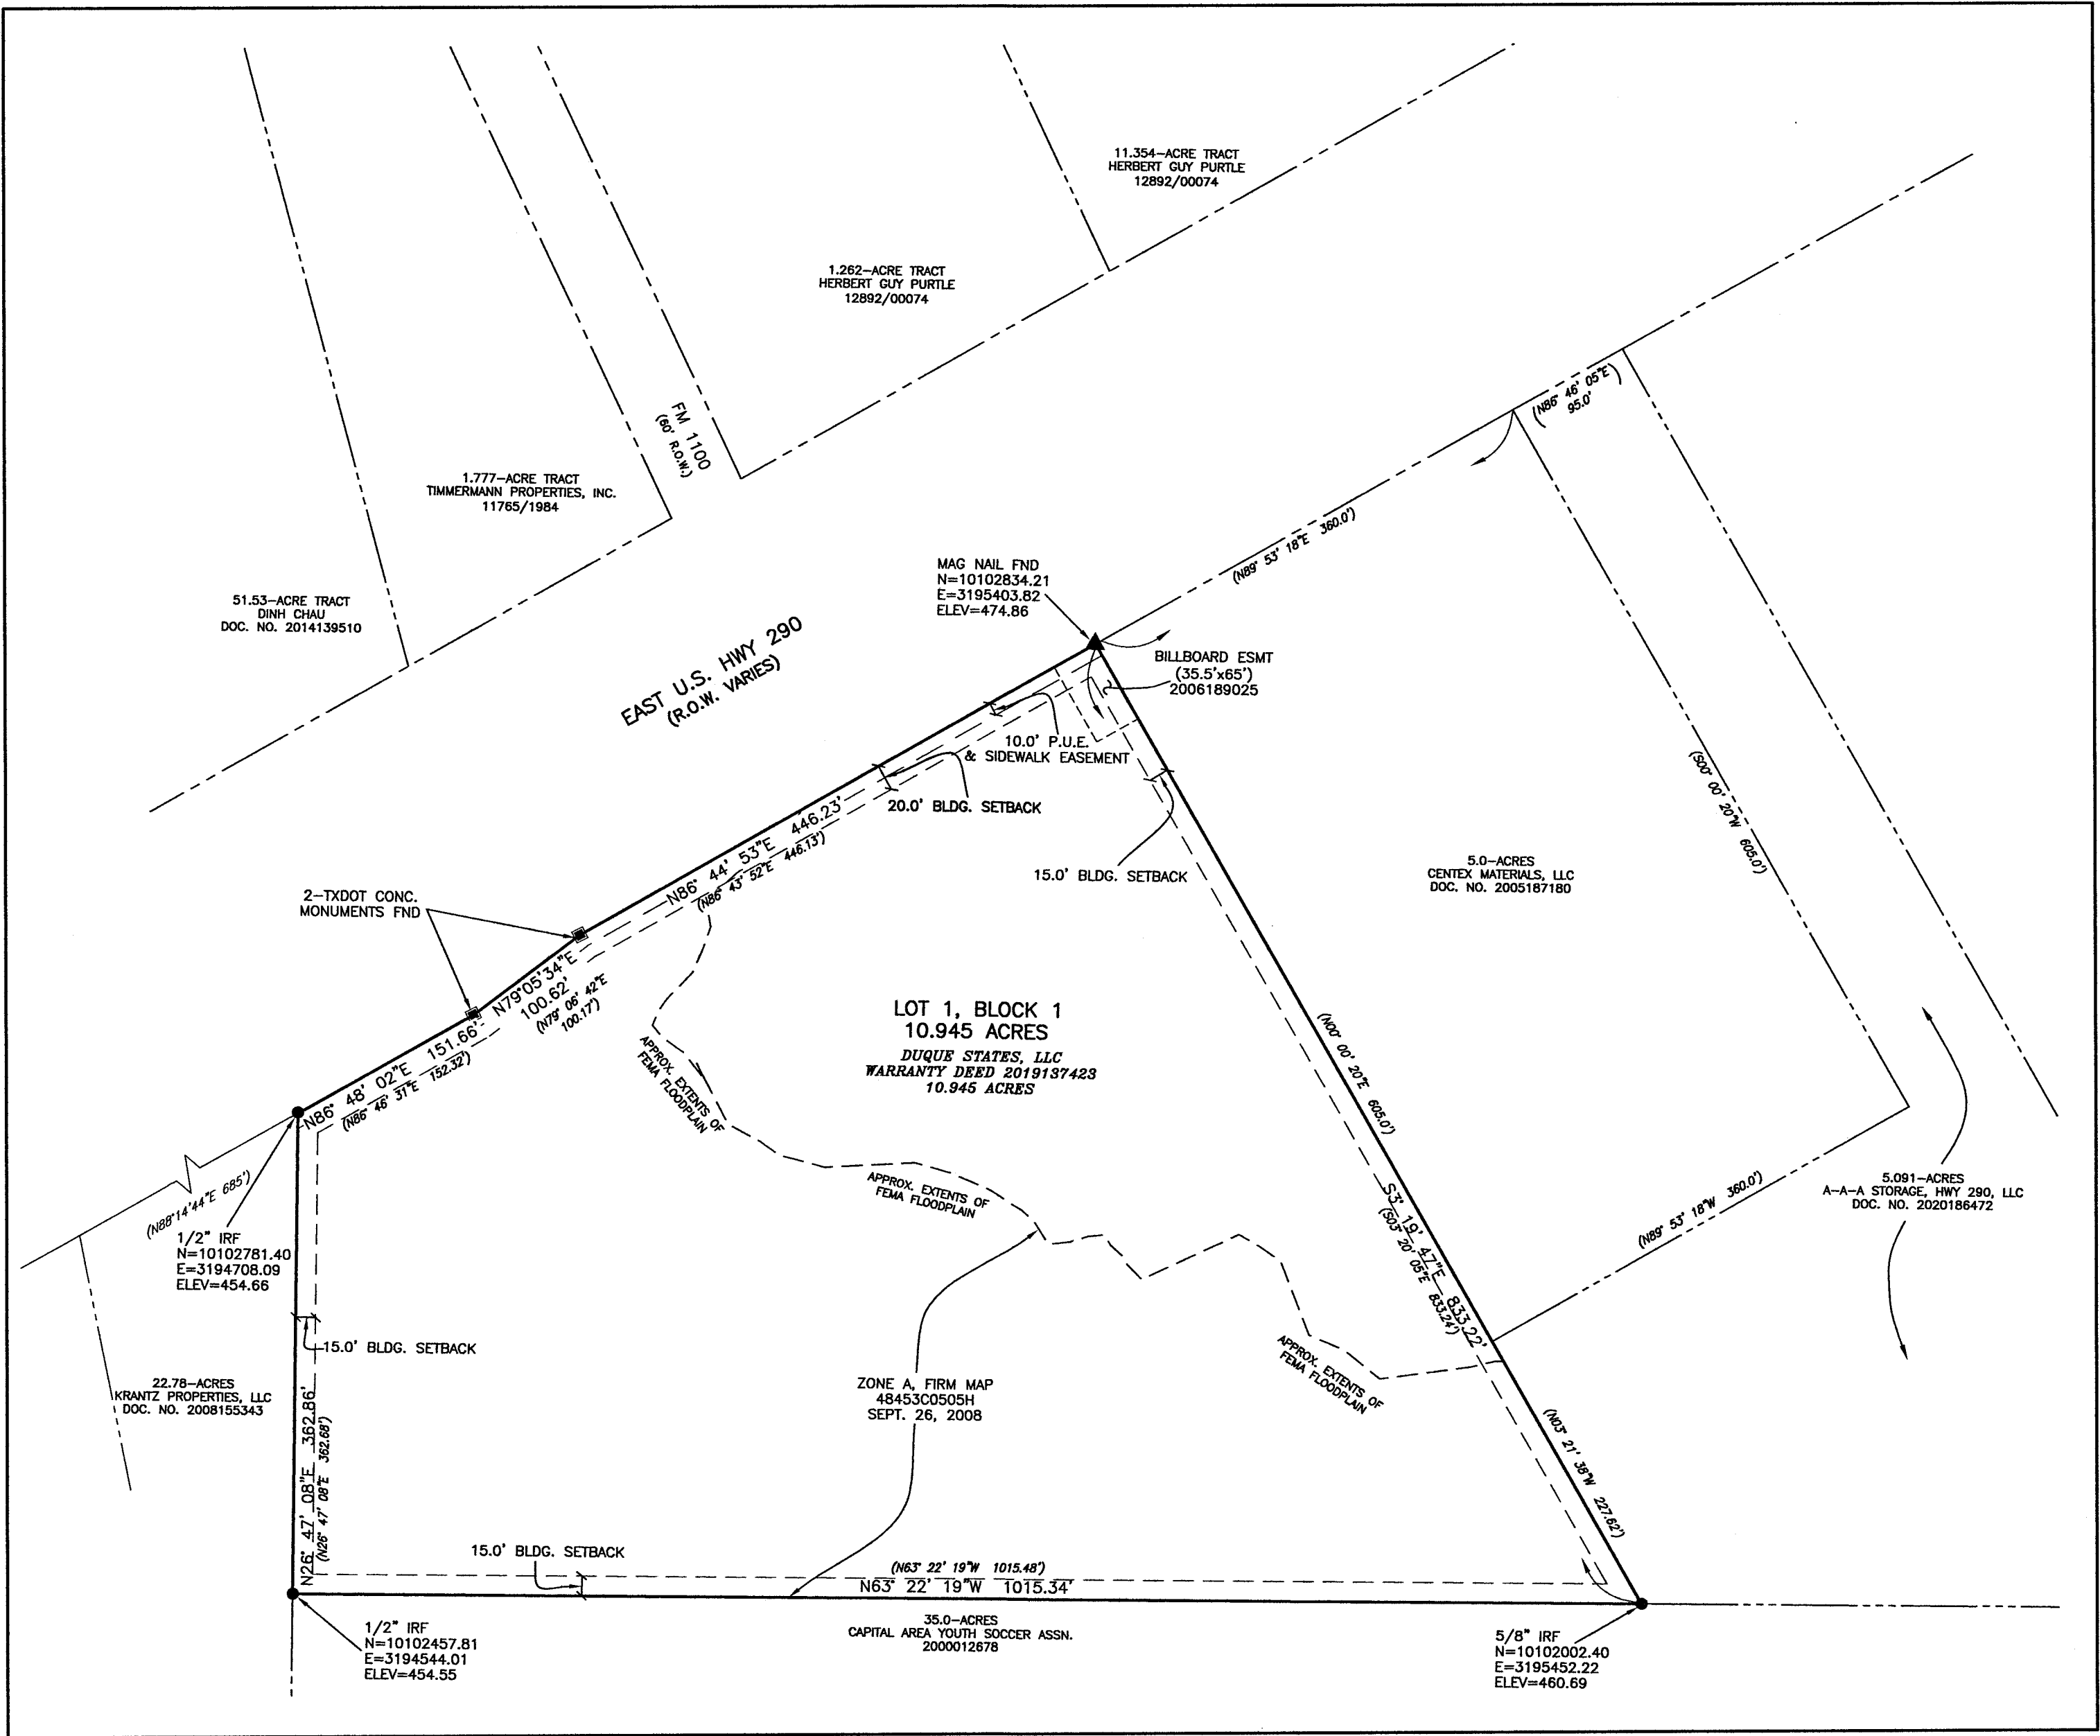 11.354-ACRE TRACT
HERBERT GUY PURTLE
12892/00074
1.262-ACRE TRACT
HERBERT GUY PURTLE
12892/00074
(N86° 46' 05"E)
95.0'
FM 1100
(60' R.O.W.)
1.777-ACRE TRACT
TIMMERMANN PROPERTIES, INC.
11765/1984
(N89° 53' 18"E 360.0')
MAG NAIL FND
N=10102834.21
E=3195403.82
ELEV=474.86
51.53-ACRE TRACT
DINH CHAU
DOC. NO. 2014139510
EAST U.S. HWY 290
(R.O.W. VARIES)
BILLBOARD ESMT
(35.5'x65')
2006189025
10.0' P.U.E.
& SIDEWALK EASEMENT
20.0' BLDG. SETBACK
(S00° 00' 20"W 605.0')
N86° 44' 53"E 446.23'
(N86° 43' 52"E 446.13')
15.0' BLDG. SETBACK
5.0-ACRES
CENTEX MATERIALS, LLC
DOC. NO. 2005187180
2-TXDOT CONC.
MONUMENTS FND
N79°05'34"E
100.62'
(N79° 06' 42"E
100.17')
LOT 1, BLOCK 1
10.945 ACRES
DUQUE STATES, LLC
WARRANTY DEED 2019137423
10.945 ACRES
N86° 48' 02"E 151.66'
(N86° 46' 31"E 152.32')
APPROX. EXTENTS OF
FEMA FLOODPLAIN
(N00° 00' 20"E 605.0')
APPROX. EXTENTS OF
FEMA FLOODPLAIN
(N88°14'44"E 685')
1/2" IRF
N=10102781.40
E=3194708.09
ELEV=454.66
S3° 19' 47"E 833.22'
(S03° 20' 05"E 833.24')
(N89° 53' 18"W 360.0')
5.091-ACRES
A-A-A STORAGE, HWY 290, LLC
DOC. NO. 2020186472
15.0' BLDG. SETBACK
APPROX. EXTENTS OF
FEMA FLOODPLAIN
22.78-ACRES
KRANTZ PROPERTIES, LLC
DOC. NO. 2008155343
ZONE A, FIRM MAP
48453C0505H
SEPT. 26, 2008
N26° 47' 08"E 362.86'
(N26° 47' 08"E 362.68')
(N03° 21' 38"W 227.62')
15.0' BLDG. SETBACK
(N63° 22' 19"W 1015.48')
N63° 22' 19"W 1015.34'
35.0-ACRES
CAPITAL AREA YOUTH SOCCER ASSN.
2000012678
1/2" IRF
N=10102457.81
E=3194544.01
ELEV=454.55
5/8" IRF
N=10102002.40
E=3195452.22
ELEV=460.69